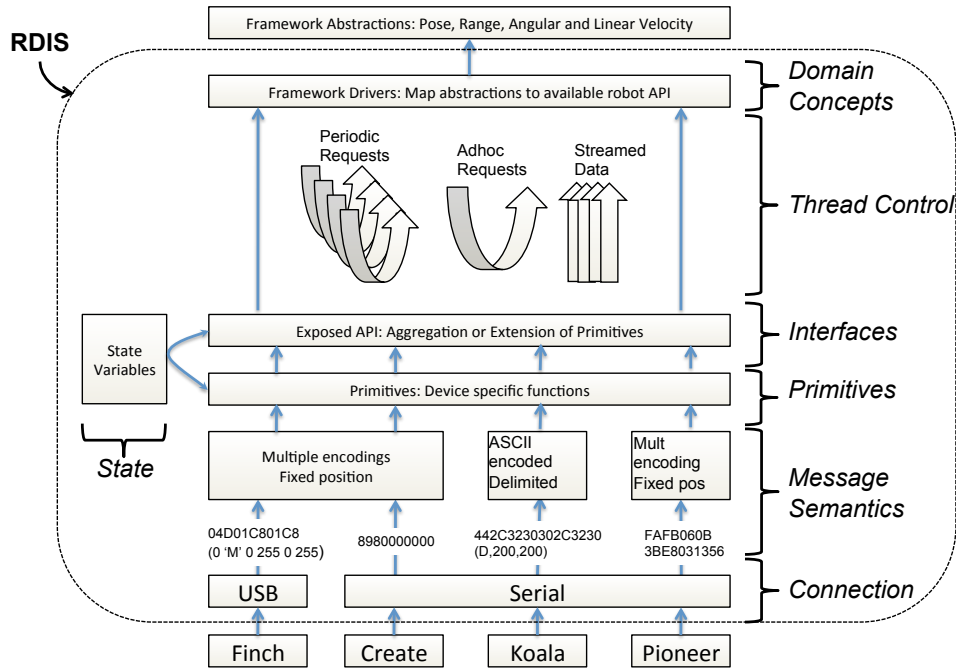 Framework Abstractions: Pose, Range, Angular and Linear Velocity
RDIS
Framework Drivers: Map abstractions to available robot API
Domain
Concepts
Periodic
Requests
Adhoc
Requests
Streamed
Data
Thread Control
State
Variables
Exposed API: Aggregation or Extension of Primitives
Interfaces
Primitives: Device specific functions
Primitives
State
Multiple encodings
Fixed position
ASCII
encoded
Delimited
Mult
encoding
Fixed pos
Message
Semantics
04D01C801C8
(0 ‘M’ 0 255 0 255)
8980000000
442C3230302C3230
(D,200,200)
FAFB060B
3BE8031356
USB
Serial
Connection
Finch
Create
Koala
Pioneer